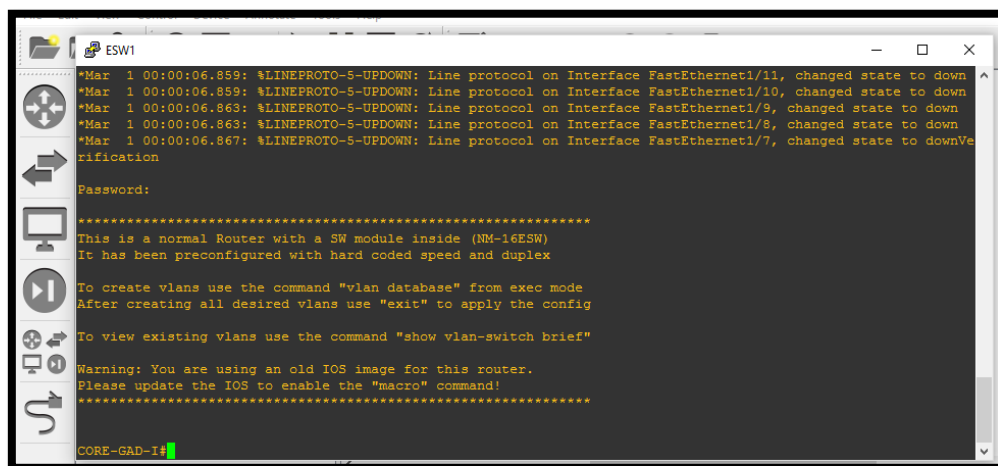 ESW1
*Mar  1 00:00:06.859: %LINEPROTO-5-UPDOWN: Line protocol on Interface FastEthernet1/11, changed state to down
*Mar  1 00:00:06.859: %LINEPROTO-5-UPDOWN: Line protocol on Interface FastEthernet1/10, changed state to down
*Mar  1 00:00:06.863: %LINEPROTO-5-UPDOWN: Line protocol on Interface FastEthernet1/9, changed state to down
*Mar  1 00:00:06.863: %LINEPROTO-5-UPDOWN: Line protocol on Interface FastEthernet1/8, changed state to down
*Mar  1 00:00:06.867: %LINEPROTO-5-UPDOWN: Line protocol on Interface FastEthernet1/7, changed state to downVe
rification
Password:
***************************************************************
This is a normal Router with a SW module inside (NM-16ESW)
It has been preconfigured with hard coded speed and duplex
To create vlans use the command "vlan database" from exec mode
After creating all desired vlans use "exit" to apply the config
To view existing vlans use the command "show vlan-switch brief"
Warning: You are using an old IOS image for this router.
Please update the IOS to enable the "macro" command!
***************************************************************
CORE-GAD-I#